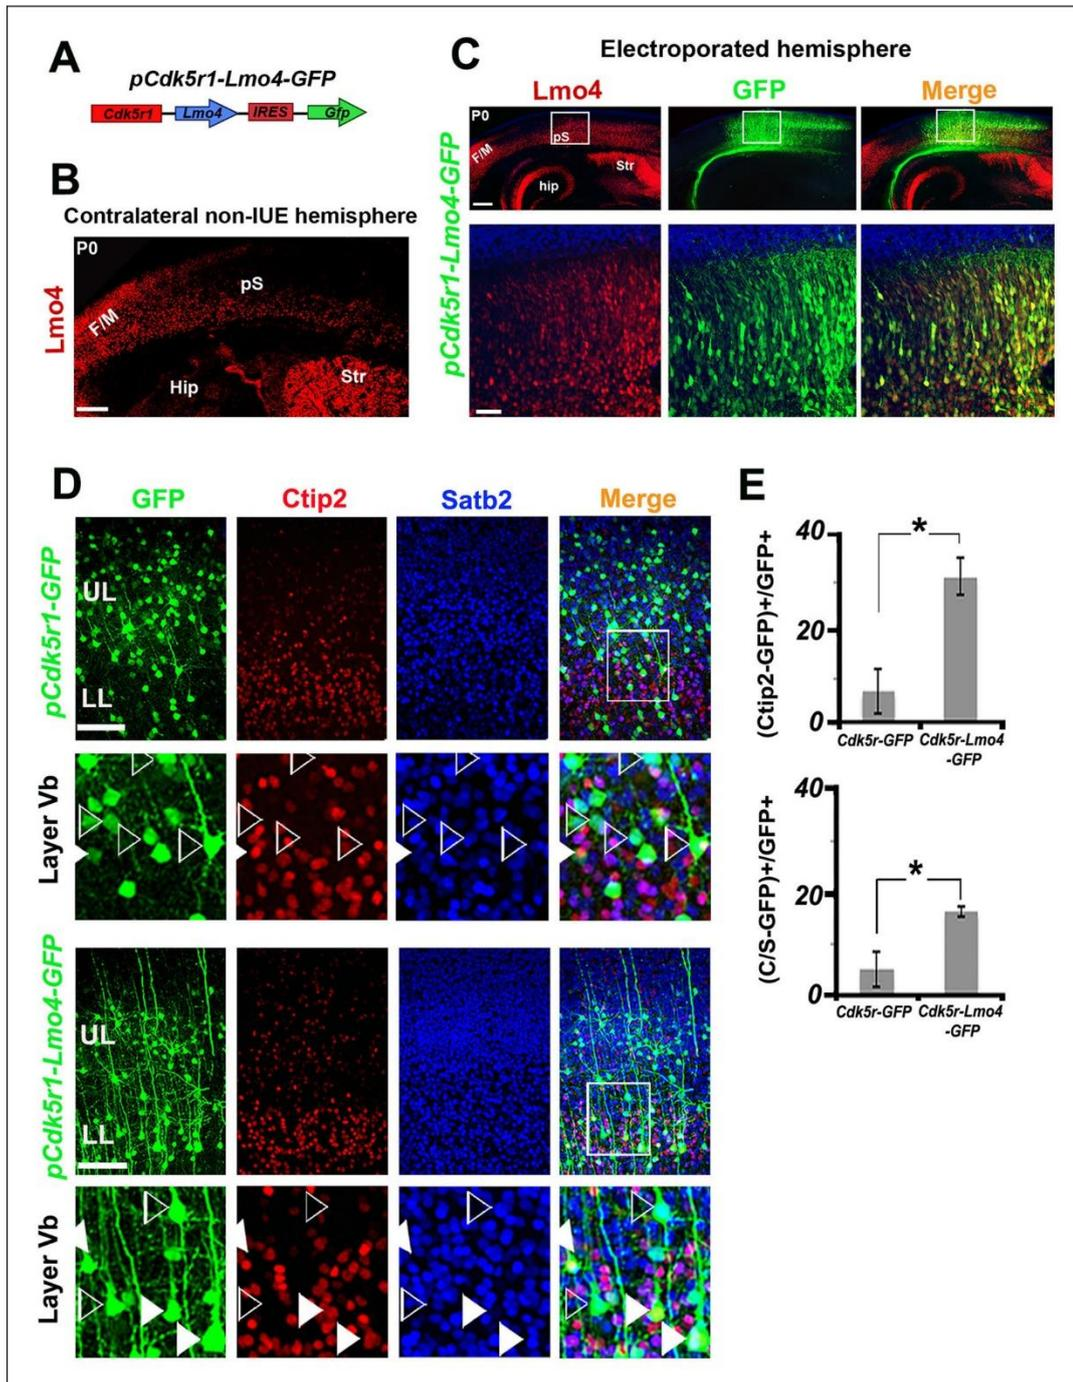 A
pCdk5r1-Lmo4-GFP
Cdk5r1 Lmo4 IRES Gfp
B
Contralateral non-IUE hemisphere
P0
pS
F/M
Hip
Str
Lmo4
C
Electroporated hemisphere
Lmo4 GFP Merge
P0
pS
F/M
Str
hip
pCdk5r1-Lmo4-GFP
D
GFP Ctip2 Satb2 Merge
pCdk5r1-GFP
UL
LL
Layer Vb
pCdk5r1-Lmo4-GFP
UL
LL
Layer Vb
E
(Ctip2-GFP)+/GFP+
40
20
0
*
Cdk5r-GFP Cdk5r-Lmo4
-GFP
(C/S-GFP)+/GFP+
40
20
0
*
Cdk5r-GFP Cdk5r-Lmo4
-GFP